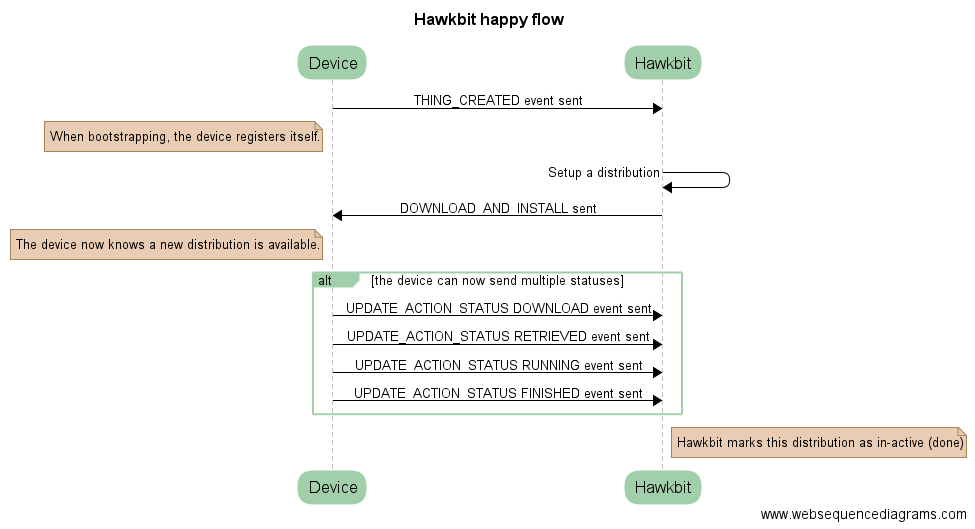 Hawkbit happy flow
Device
Hawkbit
THING_CREATED event sent
When bootstrapping, the device registers itself.
Setup a distribution
DOWNLOAD_AND_INSTALL sent
The device now knows a new distribution is available.
alt
[the device can now send multiple statuses]
UPDATE_ACTION_STATUS DOWNLOAD event sent
UPDATE_ACTION_STATUS RETRIEVED event sent
UPDATE_ACTION_STATUS RUNNING event sent
UPDATE_ACTION_STATUS FINISHED event sent
Hawkbit marks this distribution as in-active (done)
Device
Hawkbit
www.websequencediagrams.com